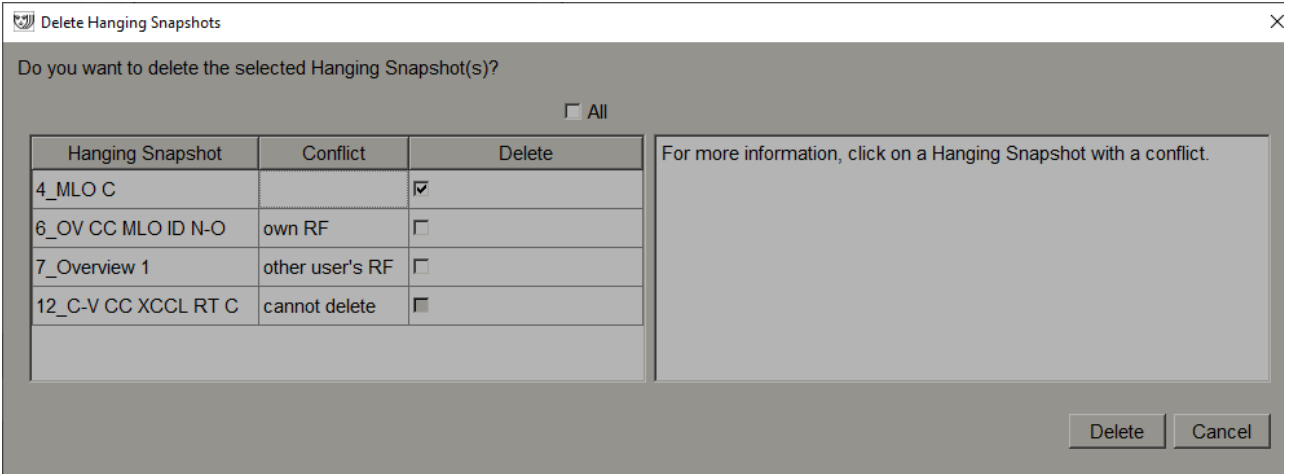 Delete Hanging Snapshots
Do you want to delete the selected Hanging Snapshot(s)?
All
Hanging Snapshot Conflict Delete
4_MLO C
6_OV CC MLO ID N-O own RF
7_Overview 1 other user's RF
12_C-V CC XCCL RT C cannot delete
For more information, click on a Hanging Snapshot with a conflict.
Delete Cancel